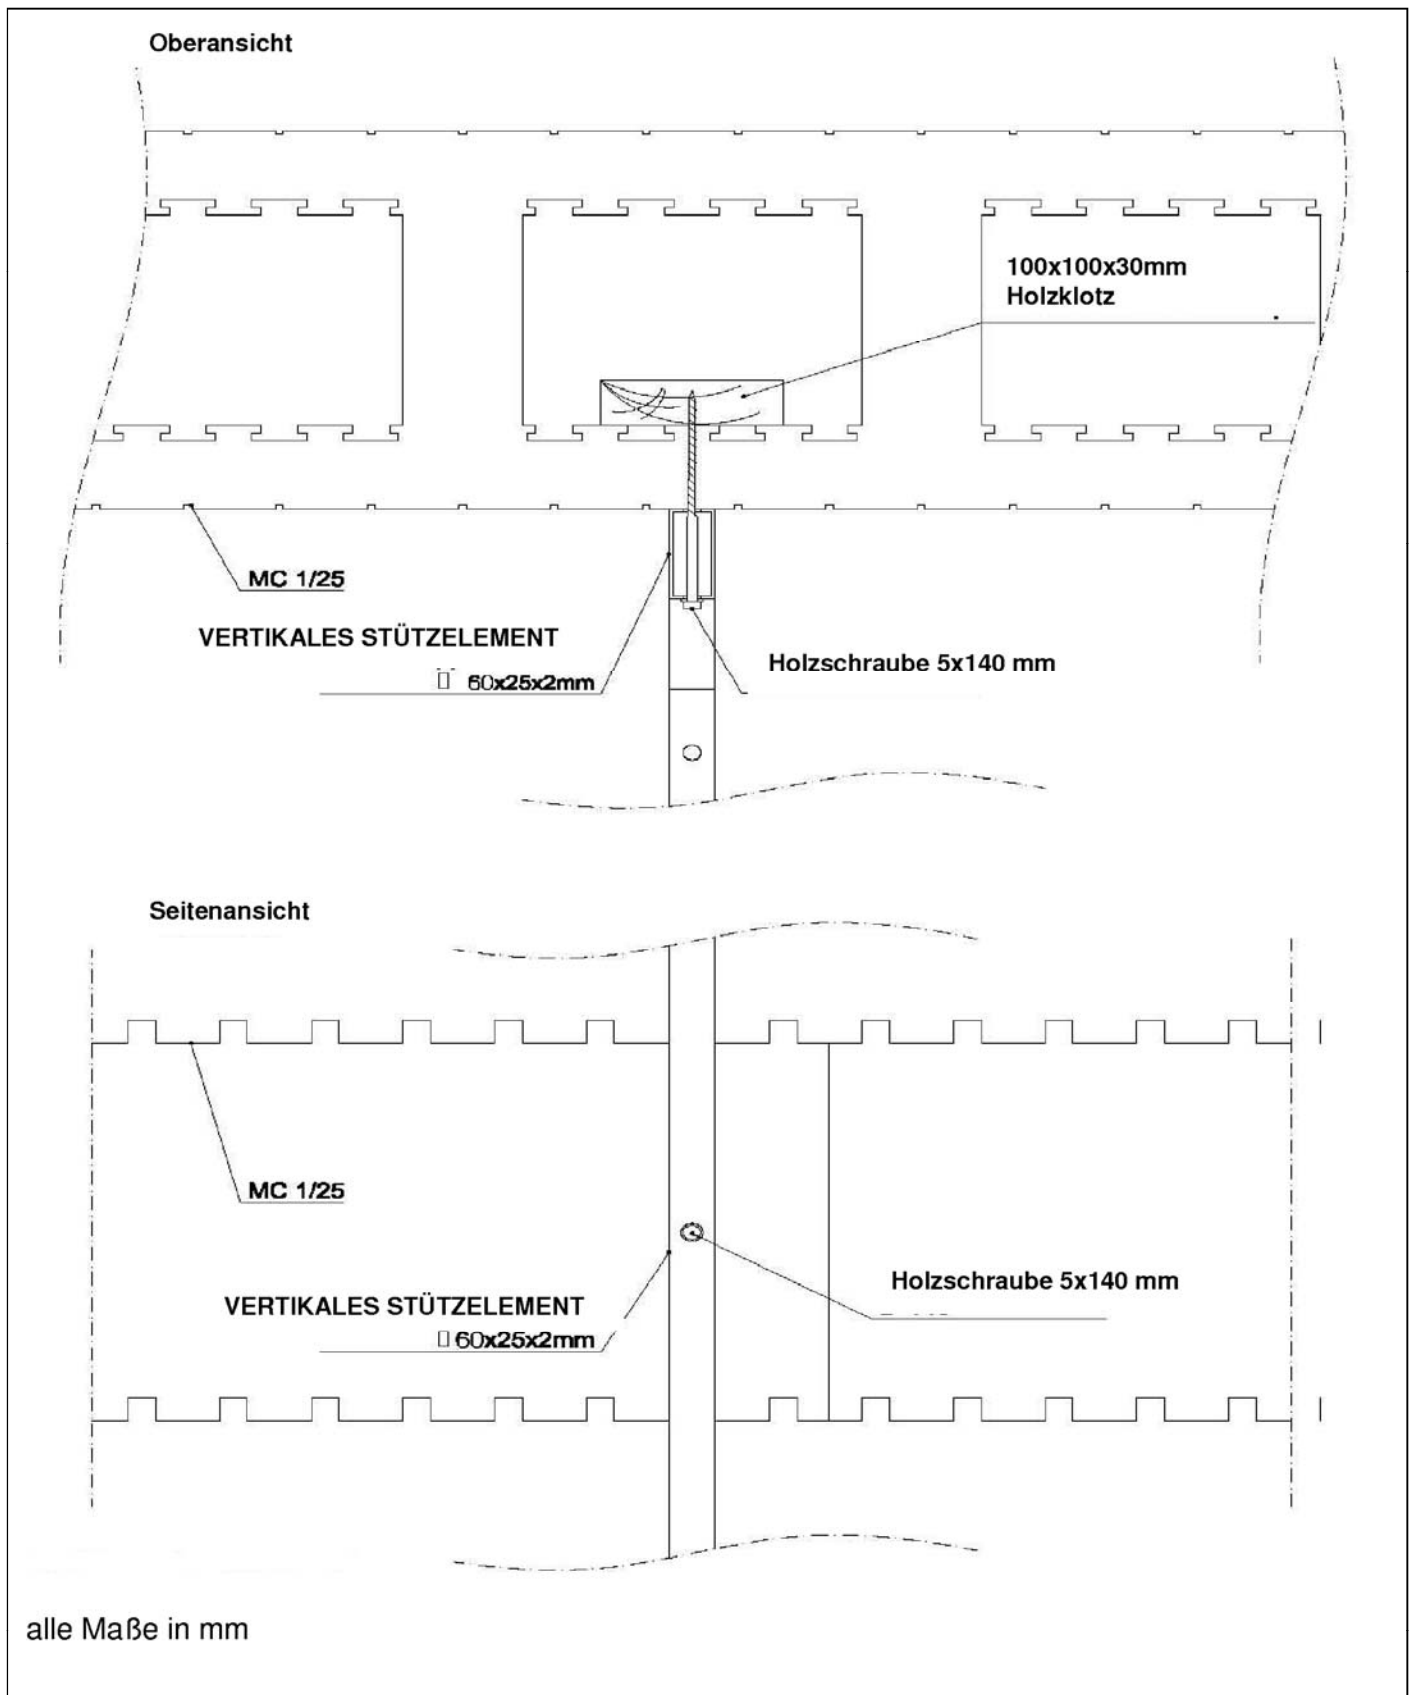 Oberansicht
100x100x30mm
Holzklotz
MC 1/25
VERTIKALES STÜTZELEMENT
60x25x2mm
Holzschraube 5x140 mm
Seitenansicht
MC 1/25
Holzschraube 5x140 mm
VERTIKALES STÜTZELEMENT
60x25x2mm
alle Maße in mm